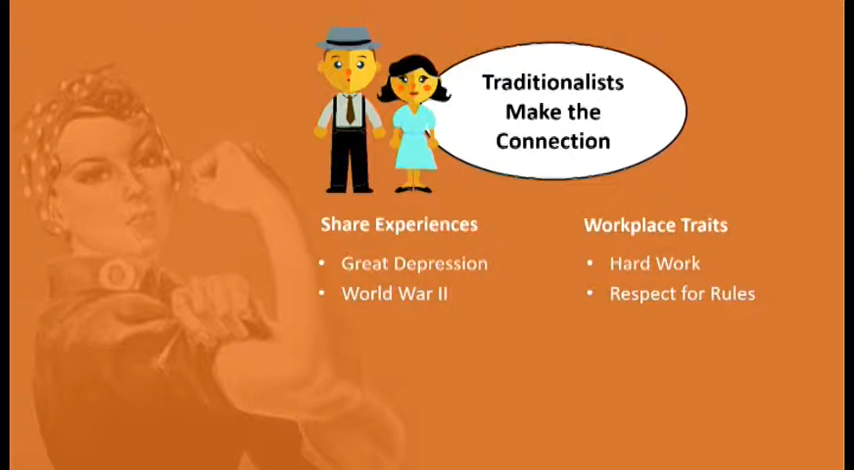 Traditionalists
Make the
Connection
Share Experiences
• Great Depression
• World War II
Workplace Traits
• Hard Work
• Respect for Rules